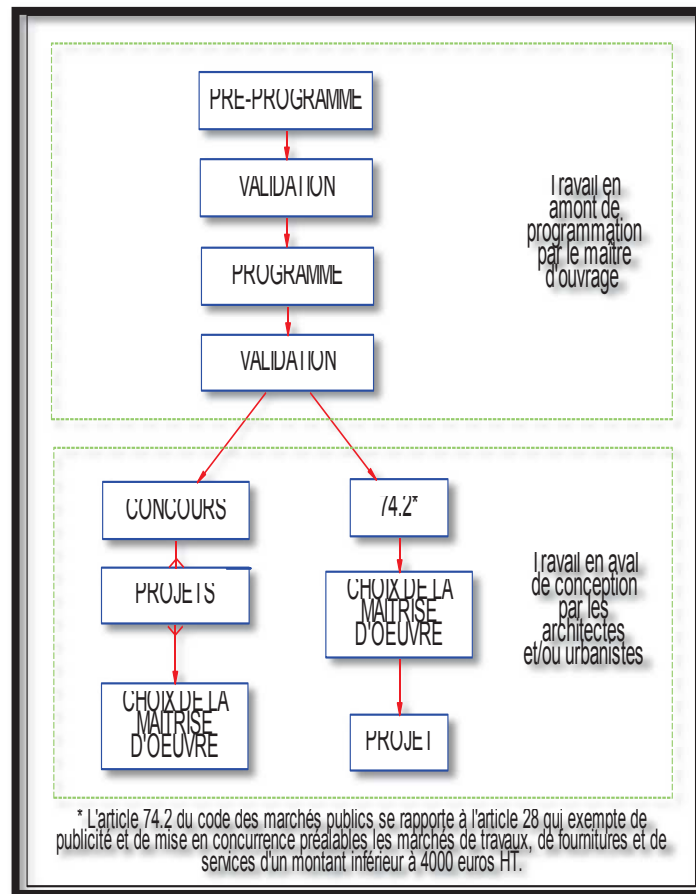 PRE-PROGRAMME
VALIDATION
PROGRAMME
VALIDATION
Travail en
amont de
programmation
par le maître
d'ouvrage
CONCOURS
PROJETS
CHOIX DE LA
MAITRISE
D'OEUVRE
74.2*
CHOIX DE LA
MAITRISE
D'OEUVRE
PROJET
Travail en aval
de conception
par les
architectes
et/ou urbanistes
* L'article 74.2 du code des marchés publics se rapporte à l'article 28 qui exempte de
publicité et de mise en concurrence préalables les marchés de travaux, de fournitures et de
services d'un montant inférieur à 4000 euros HT.